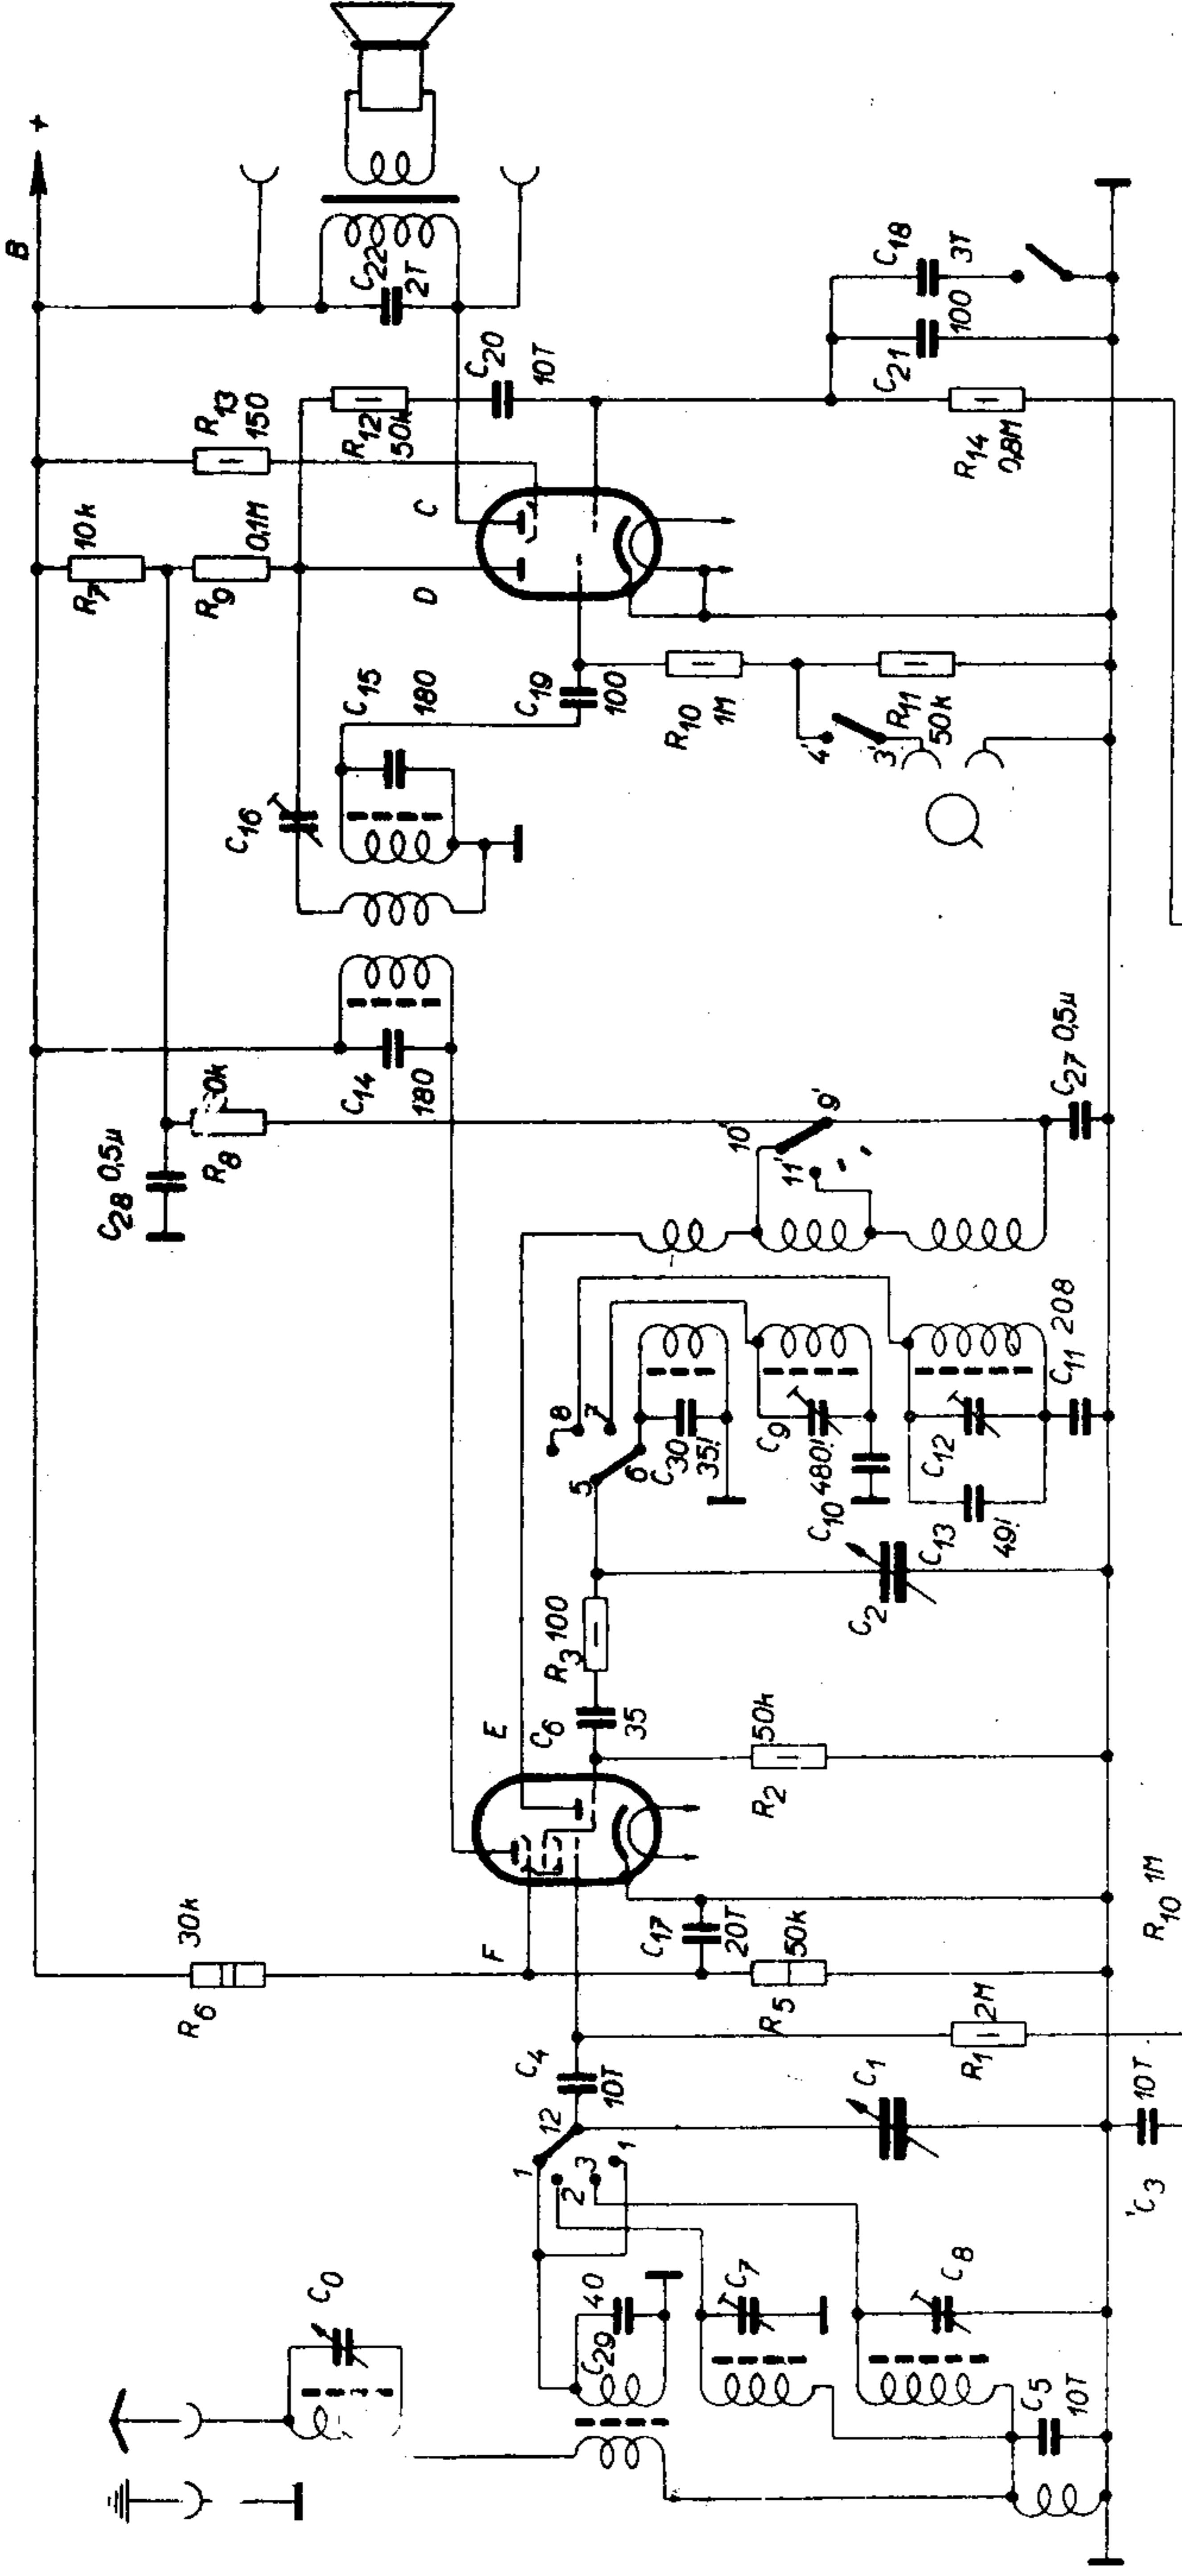 B +
R7 10k
R13 150
R9 0,1M
C28 0,5µ
R8
R6 30k
C0
C14 180
C16
C15 180
R12 50k
C22 2T
C20 10T
D C
C19 100
R10 1M
4'
3'
R11 50k
C18 3T
C21 100
R14 0,8M
F E
C4 10T
12
1
2
3
1
C29 40
C7
C8
C5 10T
C1
R1 2M
C3 10T
R10 1M
C17 20T
R5 50k
R2 50k
C6 35
R3 100
5
6
7
8
C30 35!
C9
C10 480!
C12
C13 49!
C11 208
C2
10'
9'
11'
C27 0,5µ